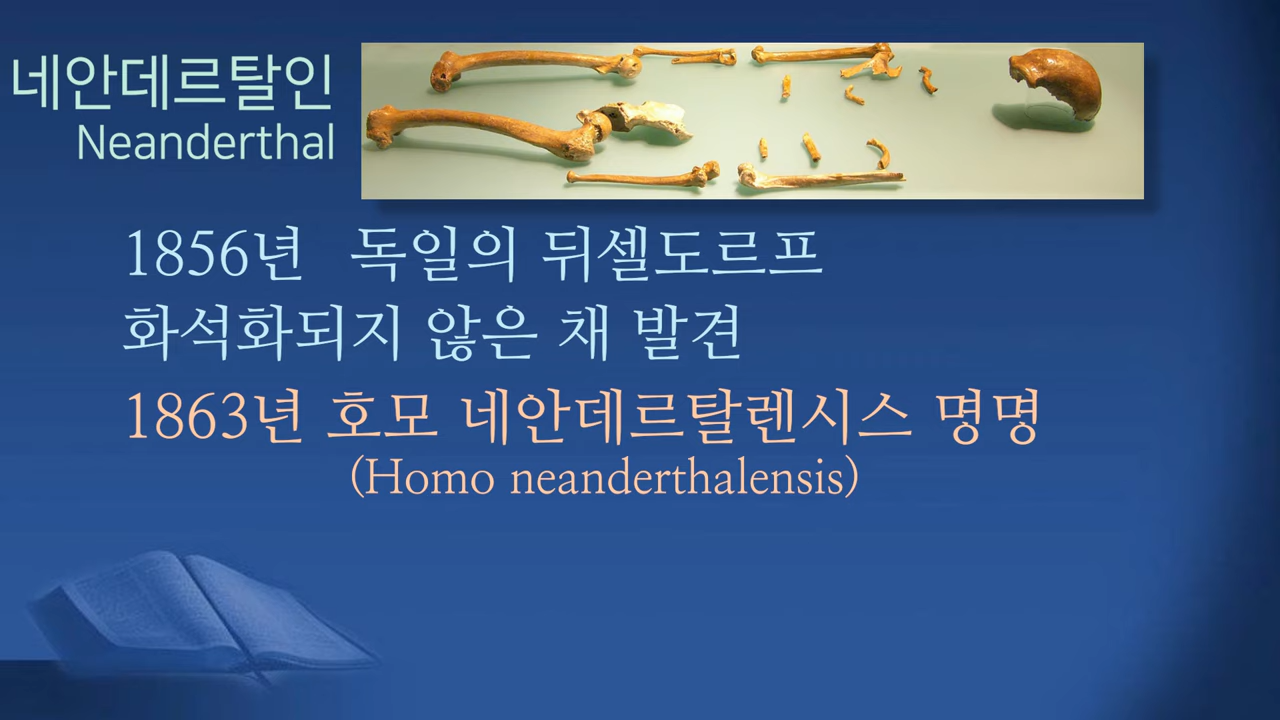 네안데르탈인
Neanderthal
1856년 독일의 뒤셀도르프
화석화되지 않은 채 발견
1863년 호모 네안데르탈렌시스 명명
(Homo neanderthalensis)